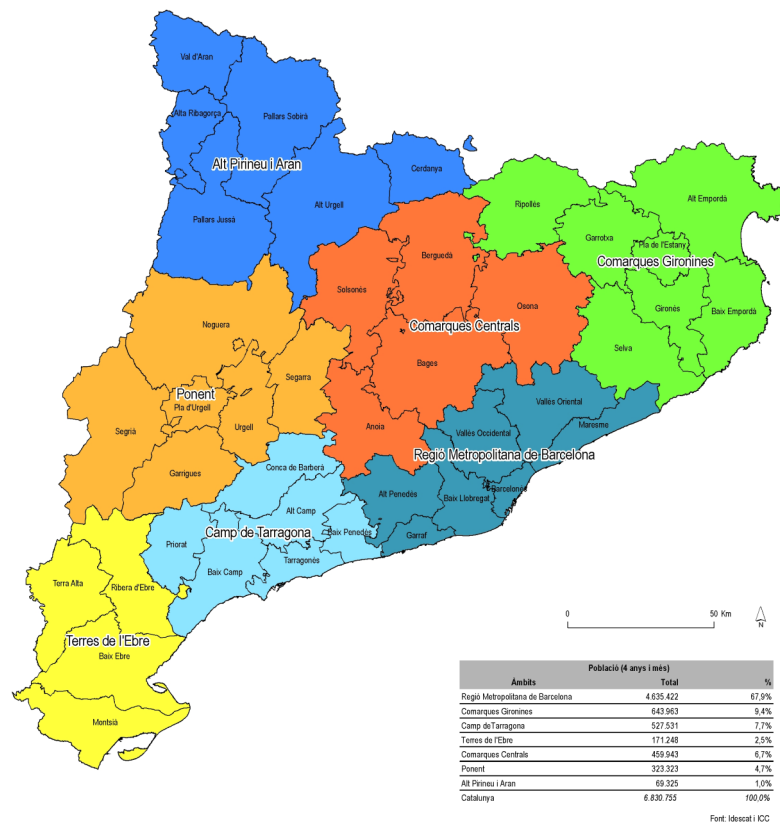 Val d'Aran
Alta Ribagorça
Pallars Sobirà
Alt Pirineu i Aran
Cerdanya
Pallars Jussà
Alt Urgell
Ripollès
Alt Empordà
Garrotxa
Pla de l'Estany
Comarques Gironines
Berguedà
Solsonès
Osona
Gironès
Baix Empordà
Noguera
Comarques Centrals
Selva
Bages
Segarra
Ponent
Pla d'Urgell
Vallès Oriental
Segrià
Urgell
Anoia
Vallès Occidental
Maresme
Regió Metropolitana de Barcelona
Garrigues
Conca de Barberà
Alt Penedès
Baix Llobregat
Barcelonès
Alt Camp
Camp de Tarragona
Baix Penedès
Garraf
Priorat
Baix Camp
Tarragonès
Terra Alta
Ribera d'Ebre
Terres de l'Ebre
Baix Ebre
Montsià
0 50 Km
N
Població (4 anys i més)
Àmbits Total %
Regió Metropolitana de Barcelona 4.635.422 67,9%
Comarques Gironines 643.963 9,4%
Camp deTarragona 527.531 7,7%
Terres de l'Ebre 171.248 2,5%
Comarques Centrals 459.943 6,7%
Ponent 323.323 4,7%
Alt Pirineu i Aran 69.325 1,0%
Catalunya 6.830.755 100,0%
Font: Idescat i ICC